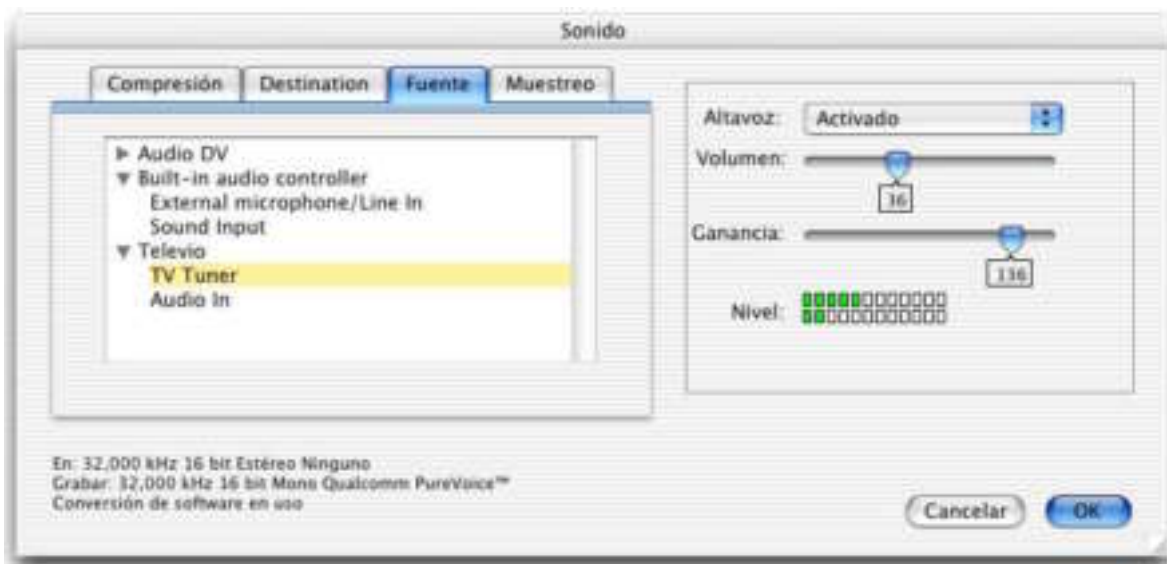 Sonido
Compresión Destination Fuente Muestreo
Audio DV
Built-in audio controller
External microphone/Line In
Sound Input
Televio
TV Tuner
Audio In
Altavoz: Activado
Volumen:
36
Ganancia:
136
Nivel:
En: 32,000 kHz 16 bit Estéreo Ninguno
Grabar: 32,000 kHz 16 bit Mono Qualcomm PureVoice™
Conversión de software en uso
Cancelar OK